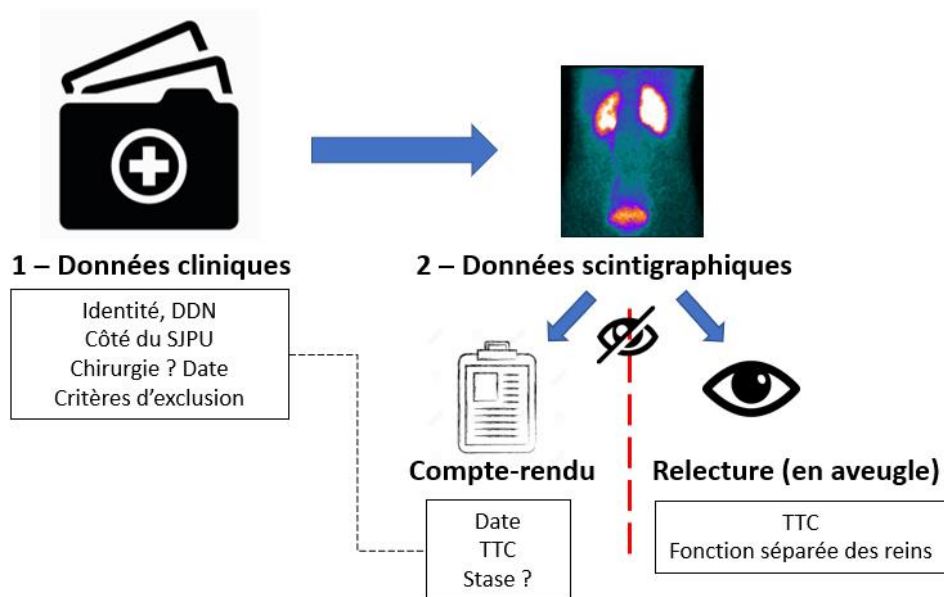 1 – Données cliniques
Identité, DDN
Côté du SJPU
Chirurgie ? Date
Critères d’exclusion
2 – Données scintigraphiques
Compte-rendu
Date
TTC
Stase ?
Relecture (en aveugle)
TTC
Fonction séparée des reins